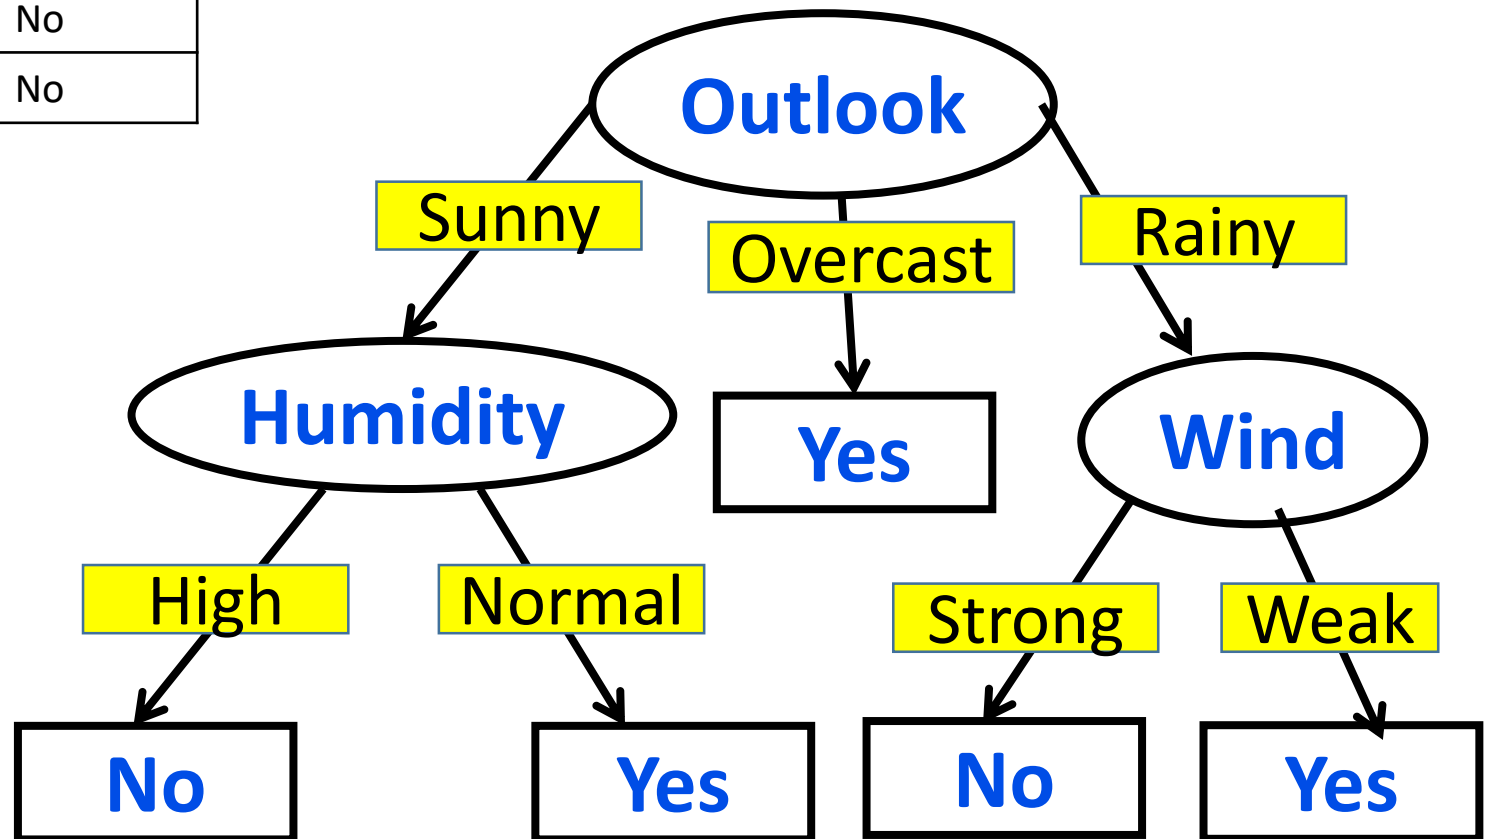 No
No
Outlook
Sunny
Overcast
Rainy
Humidity
Yes
Wind
High
Normal
Strong
Weak
No
Yes
No
Yes